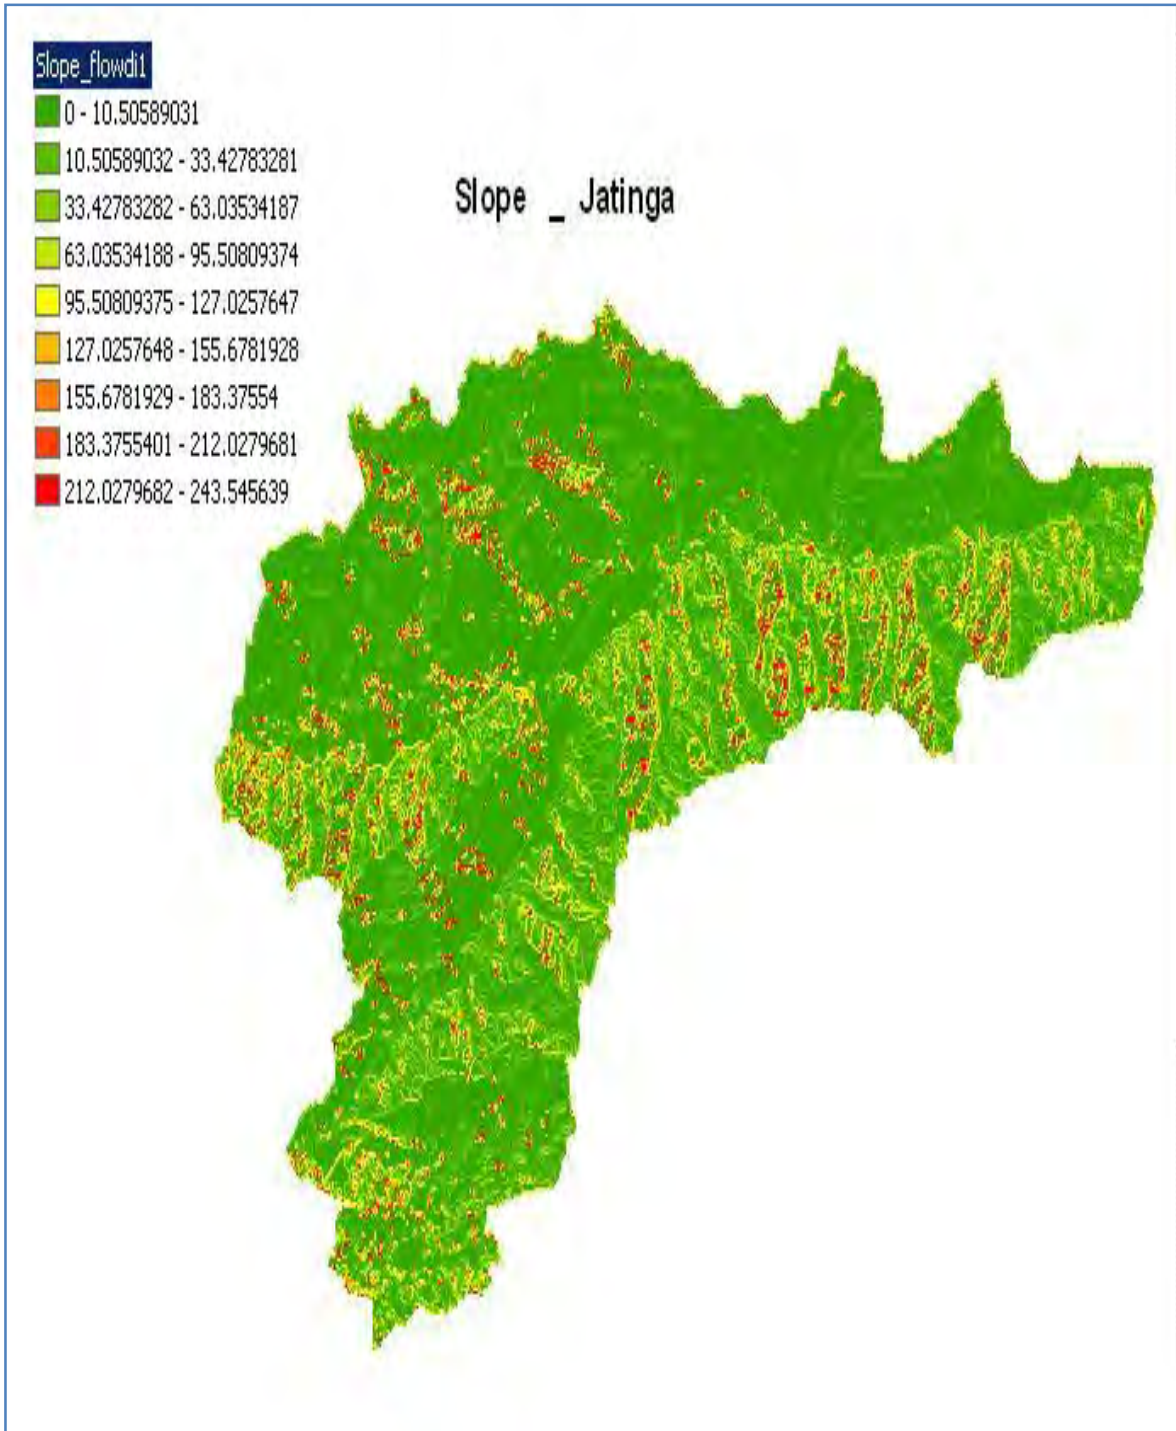 Slope_flowdi1
0 - 10.50589031
10.50589032 - 33.42783281
33.42783282 - 63.03534187
63.03534188 - 95.50809374
95.50809375 - 127.0257647
127.0257648 - 155.6781928
155.6781929 - 183.37554
183.3755401 - 212.0279681
212.0279682 - 243.545639
Slope _ Jatinga